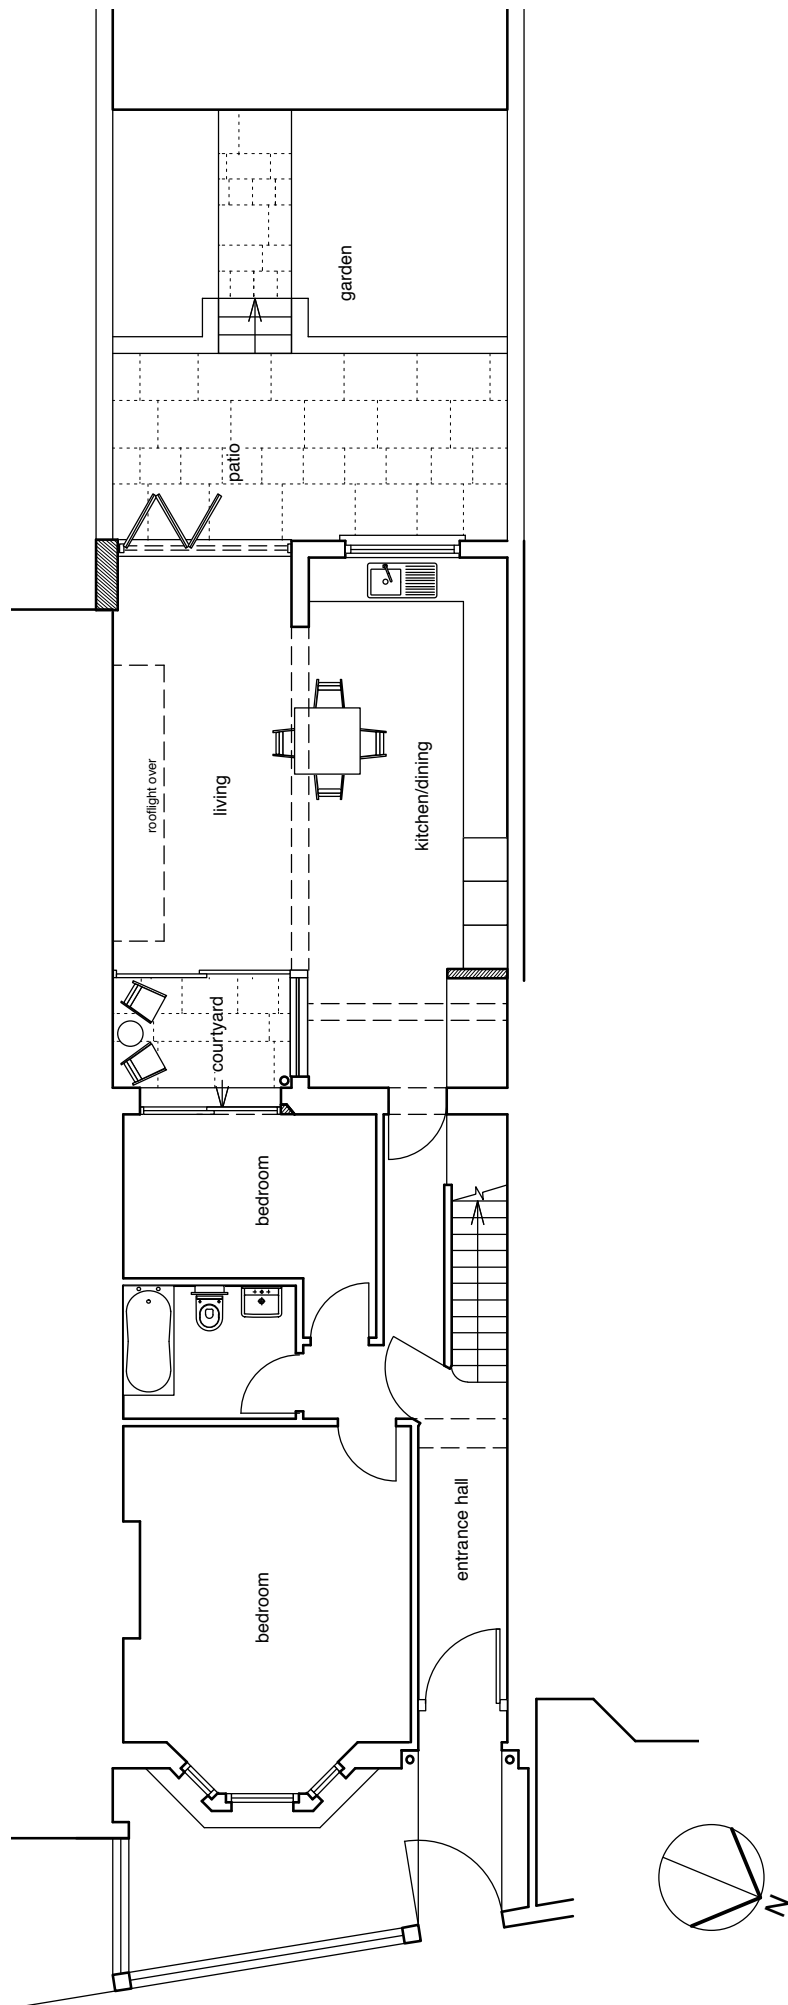 garden
patio
rooflight over
living
kitchen/dining
courtyard
bedroom
entrance hall
bedroom
N